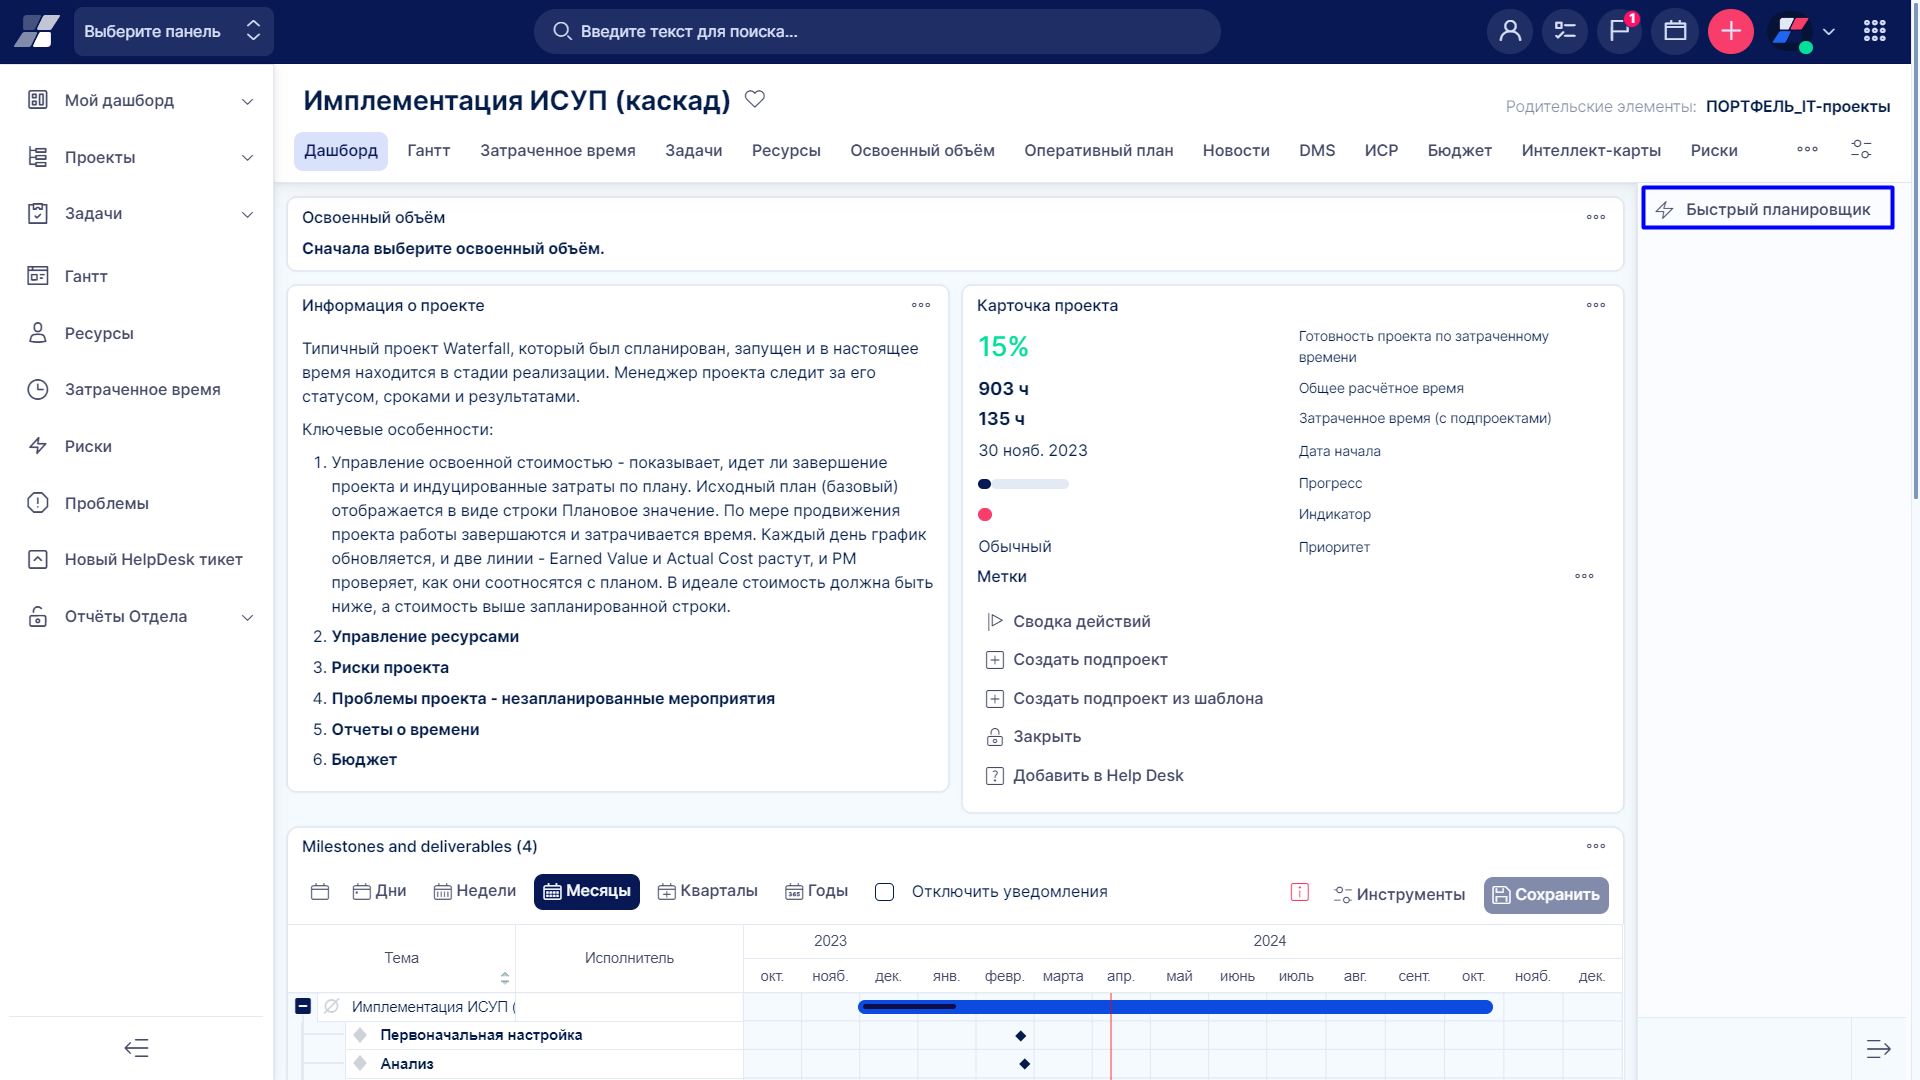 Выберите панель
Введите текст для поиска...
1
Мой дашборд
Проекты
Задачи
Гантт
Ресурсы
Затраченное время
Риски
Проблемы
Новый HelpDesk тикет
Отчёты Отдела
Имплементация ИСУП (каскад)
Родительские элементы: ПОРТФЕЛЬ_IT-проекты
Дашборд Гантт Затраченное время Задачи Ресурсы Освоенный объём Оперативный план Новости DMS ИСР Бюджет Интеллект-карты Риски
Быстрый планировщик
Освоенный объём
Сначала выберите освоенный объём.
Информация о проекте
Типичный проект Waterfall, который был спланирован, запущен и в настоящее
время находится в стадии реализации. Менеджер проекта следит за его
статусом, сроками и результатами.
Ключевые особенности:
1. Управление освоенной стоимостью - показывает, идет ли завершение
проекта и индуцированные затраты по плану. Исходный план (базовый)
отображается в виде строки Плановое значение. По мере продвижения
проекта работы завершаются и затрачивается время. Каждый день график
обновляется, и две линии - Earned Value и Actual Cost растут, и PM
проверяет, как они соотносятся с планом. В идеале стоимость должна быть
ниже, а стоимость выше запланированной строки.
2. Управление ресурсами
3. Риски проекта
4. Проблемы проекта - незапланированные мероприятия
5. Отчеты о времени
6. Бюджет
Карточка проекта
15% Готовность проекта по затраченному
времени
903 ч Общее расчётное время
135 ч Затраченное время (с подпроектами)
30 нояб. 2023 Дата начала
Прогресс
Индикатор
Обычный Приоритет
Метки
Сводка действий
Создать подпроект
Создать подпроект из шаблона
Закрыть
Добавить в Help Desk
Milestones and deliverables (4)
Дни Недели Месяцы Кварталы Годы Отключить уведомления Инструменты Сохранить
2023 2024
Тема Исполнитель
окт. нояб. дек. янв. февр. марта апр. май июнь июль авг. сент. окт. нояб. дек.
Имплементация ИСУП (
Первоначальная настройка
Анализ